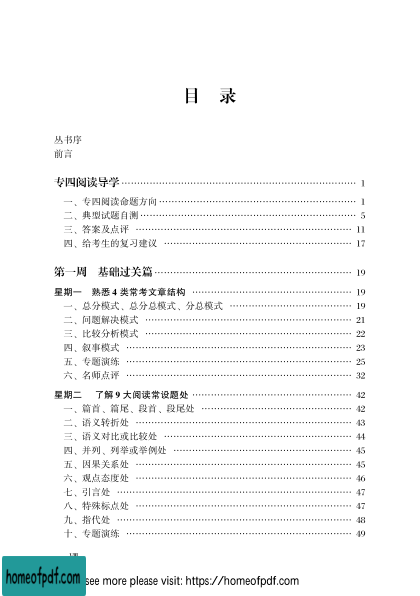 目 录
丛书序
前言
专四阅读导学 1
一、专四阅读命题方向 1
二、典型试题自测 5
三、答案及点评 11
四、给考生的复习建议 17
第一周 基础过关篇 19
星期一 熟悉4类常考文章结构 19
一、总分模式、总分总模式、分总模式 19
二、问题解决模式 21
三、比较分析模式 22
四、叙事模式 23
五、专题演练 25
六、名师点评 32
星期二 了解9大阅读常设题处 42
一、篇首、篇尾、段首、段尾处 42
二、语义转折处 43
三、语义对比或比较处 44
四、并列、列举或举例处 45
五、因果关系处 45
六、观点态度处 46
七、引言处 47
八、特殊标点处 47
九、指代处 48
十、专题演练 49
homeofpdf.com
see more please visit: https://homeofpdf.com